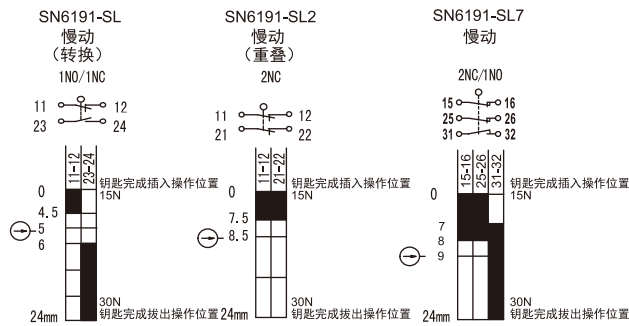 SN6191-SL
慢动
（转换）
1NO/1NC
11 12
23 24
11-12 23-24
0 钥匙完成插入操作位置
15N
4.5
5
6
30N
24mm 钥匙完成拔出操作位置
SN6191-SL2
慢动
（重叠）
2NC
11 12
21 22
11-12 21-22
0 钥匙完成插入操作位置
15N
7.5
8.5
30N
24mm 钥匙完成拔出操作位置
SN6191-SL7
慢动
2NC/1NO
15 16
25 26
31 32
15-16 25-26 31-32
0 钥匙完成插入操作位置
15N
7
8
9
30N
24mm 钥匙完成拔出操作位置